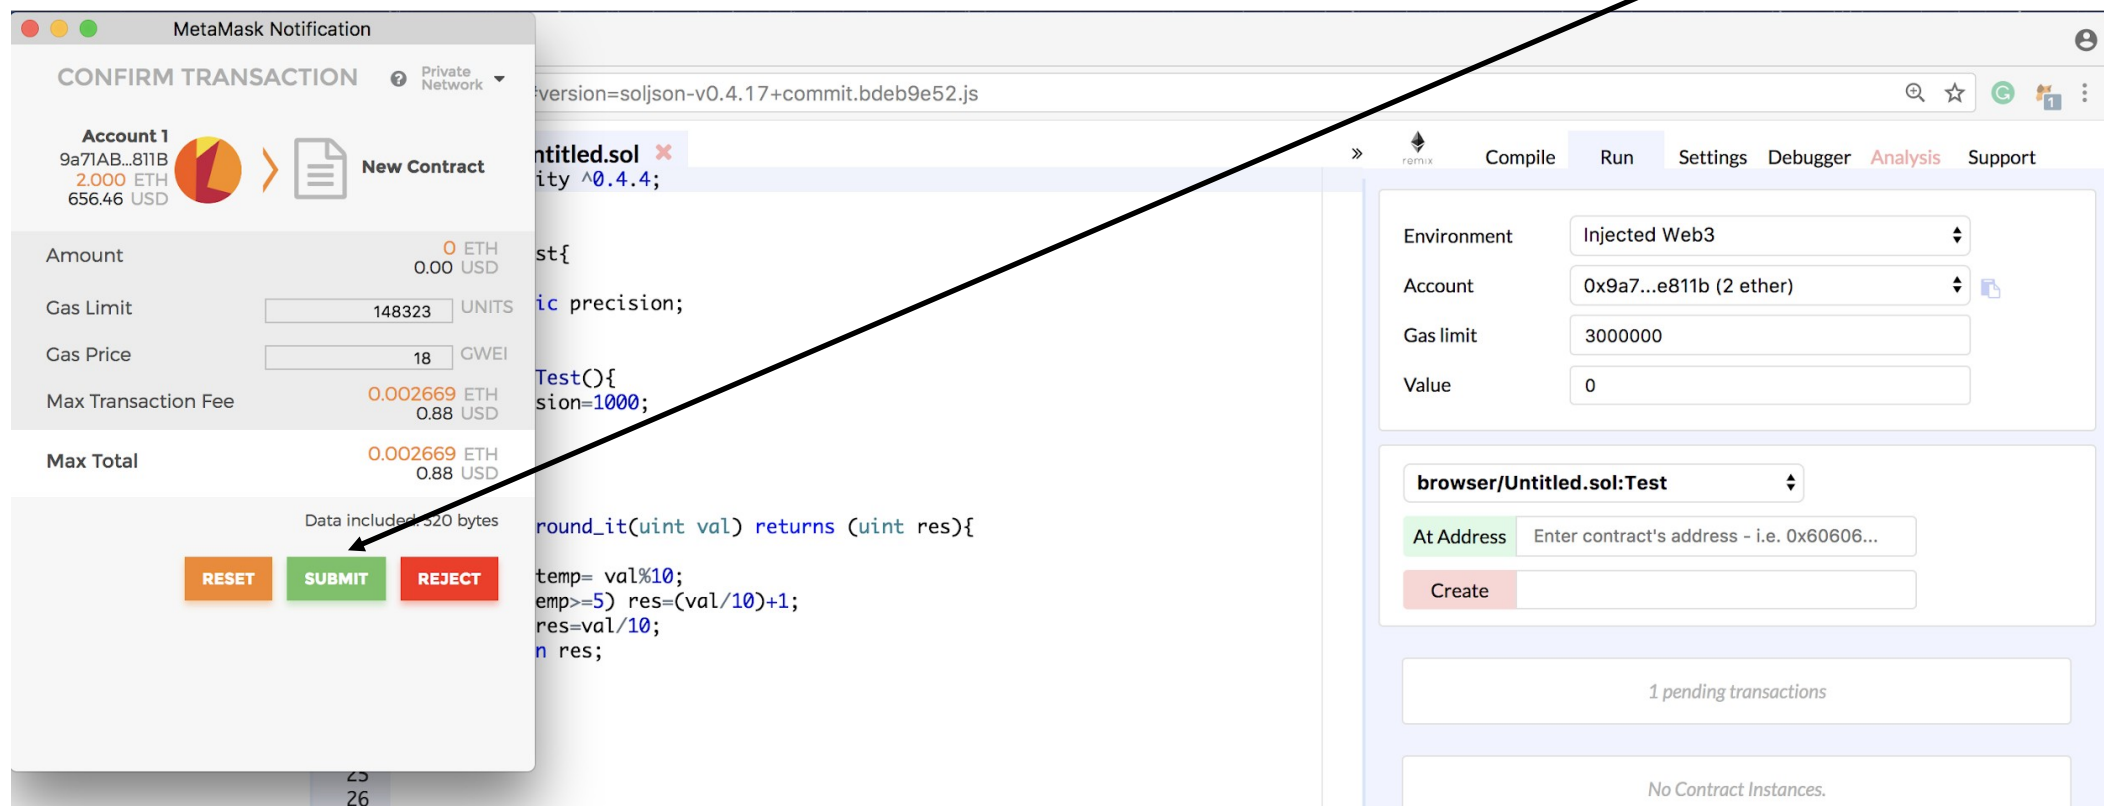 MetaMask Notification
CONFIRM TRANSACTION
Private Network
Account 1
9a71AB...811B
2.000 ETH
656.46 USD
New Contract
Amount
0 ETH
0.00 USD
Gas Limit
148323 UNITS
Gas Price
18 GWEI
Max Transaction Fee
0.002669 ETH
0.88 USD
Max Total
0.002669 ETH
0.88 USD
Data included: 320 bytes
RESET SUBMIT REJECT
version=soljson-v0.4.17+commit.bdeb9e52.js
1
ntitled.sol
ity ^0.4.4;
st{
ic precision;
Test(){
sion=1000;
round_it(uint val) returns (uint res){
temp= val%10;
emp>=5) res=(val/10)+1;
res=val/10;
n res;
25
26
»
remix
Compile Run Settings Debugger Analysis Support
Environment Injected Web3
Account 0x9a7...e811b (2 ether)
Gas limit 3000000
Value 0
browser/Untitled.sol:Test
At Address Enter contract's address - i.e. 0x60606...
Create
1 pending transactions
No Contract Instances.